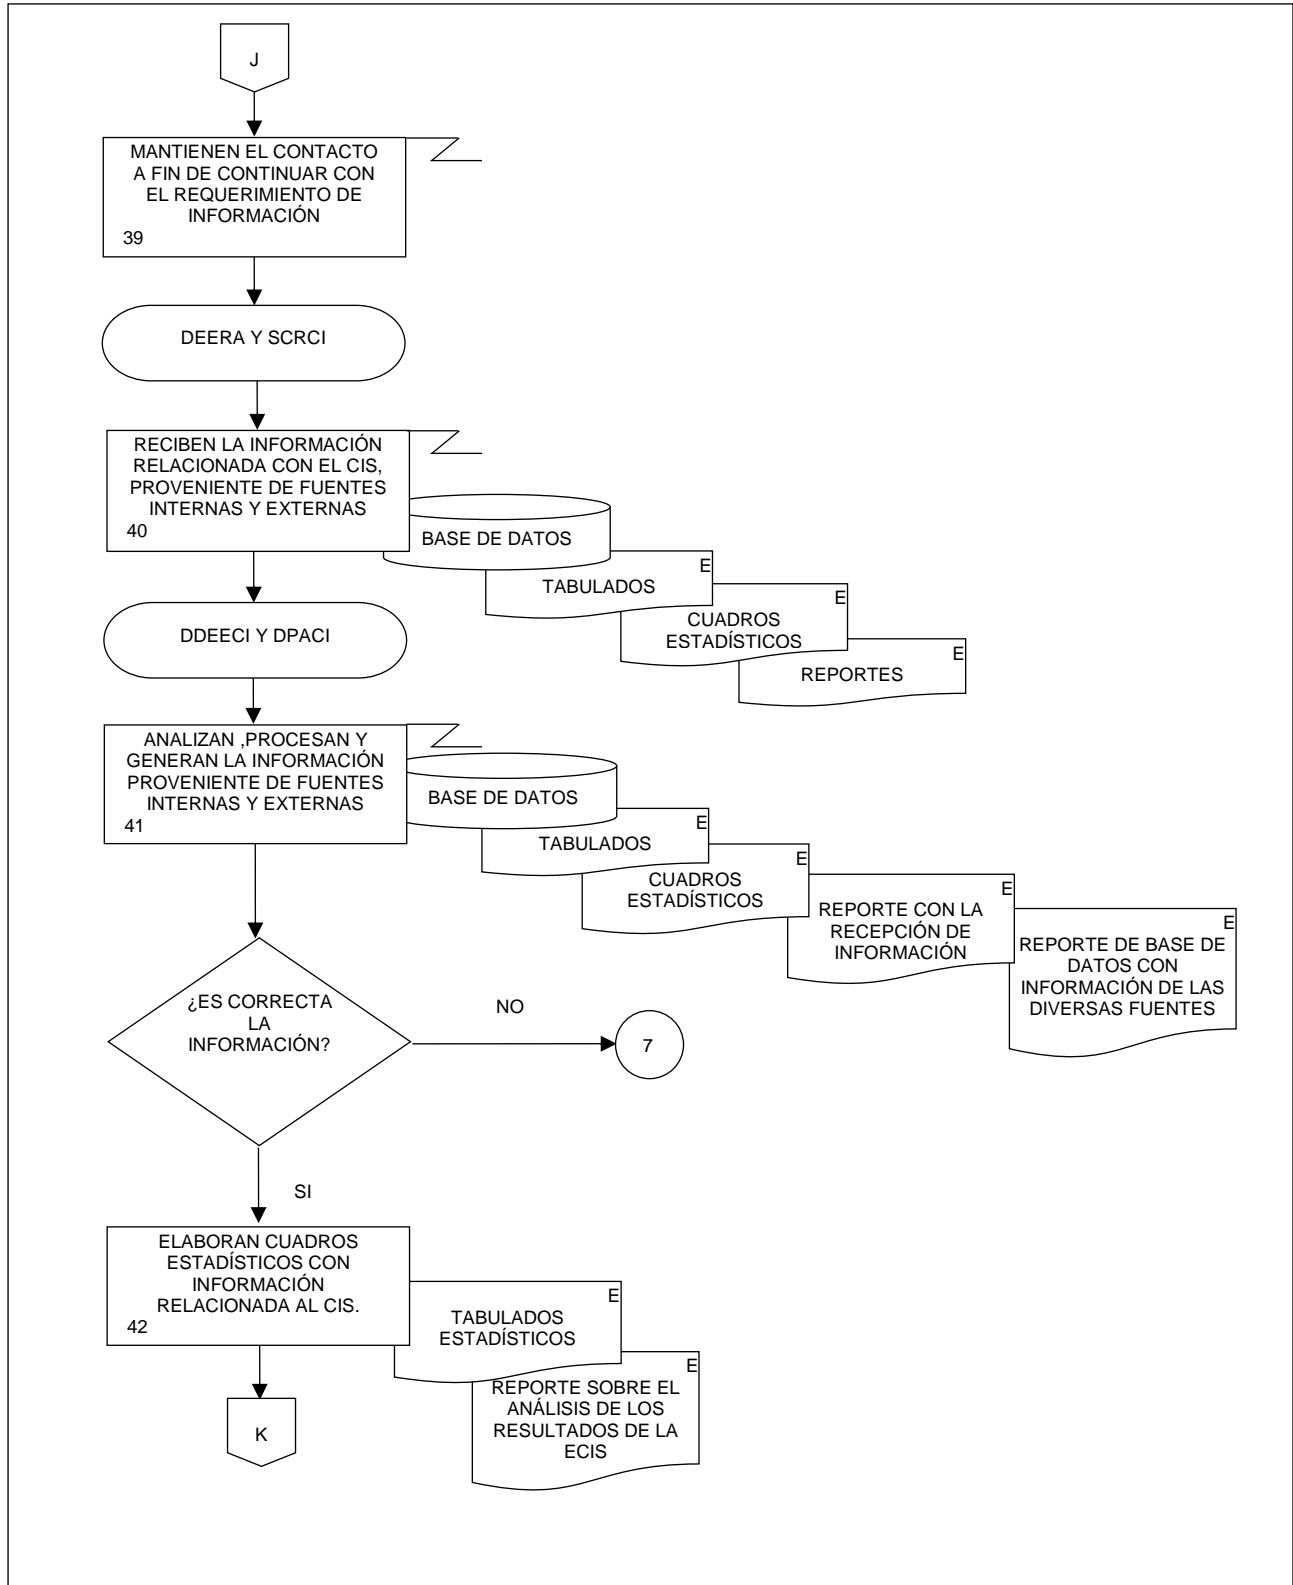 J
MANTIENEN EL CONTACTO
A FIN DE CONTINUAR CON
EL REQUERIMIENTO DE
INFORMACIÓN
39
DEERA Y SCRCI
RECIBEN LA INFORMACIÓN
RELACIONADA CON EL CIS,
PROVENIENTE DE FUENTES
INTERNAS Y EXTERNAS
40
BASE DE DATOS
E
TABULADOS
E
CUADROS
ESTADÍSTICOS
E
REPORTES
DDEECI Y DPACI
ANALIZAN ,PROCESAN Y
GENERAN LA INFORMACIÓN
PROVENIENTE DE FUENTES
INTERNAS Y EXTERNAS
41
BASE DE DATOS
E
TABULADOS
E
CUADROS
ESTADÍSTICOS
E
REPORTE CON LA
RECEPCIÓN DE
INFORMACIÓN
E
REPORTE DE BASE DE
DATOS CON
INFORMACIÓN DE LAS
DIVERSAS FUENTES
¿ES CORRECTA
LA
INFORMACIÓN?
NO
7
SI
ELABORAN CUADROS
ESTADÍSTICOS CON
INFORMACIÓN
RELACIONADA AL CIS.
42
E
TABULADOS
ESTADÍSTICOS
E
REPORTE SOBRE EL
ANÁLISIS DE LOS
RESULTADOS DE LA
ECIS
K